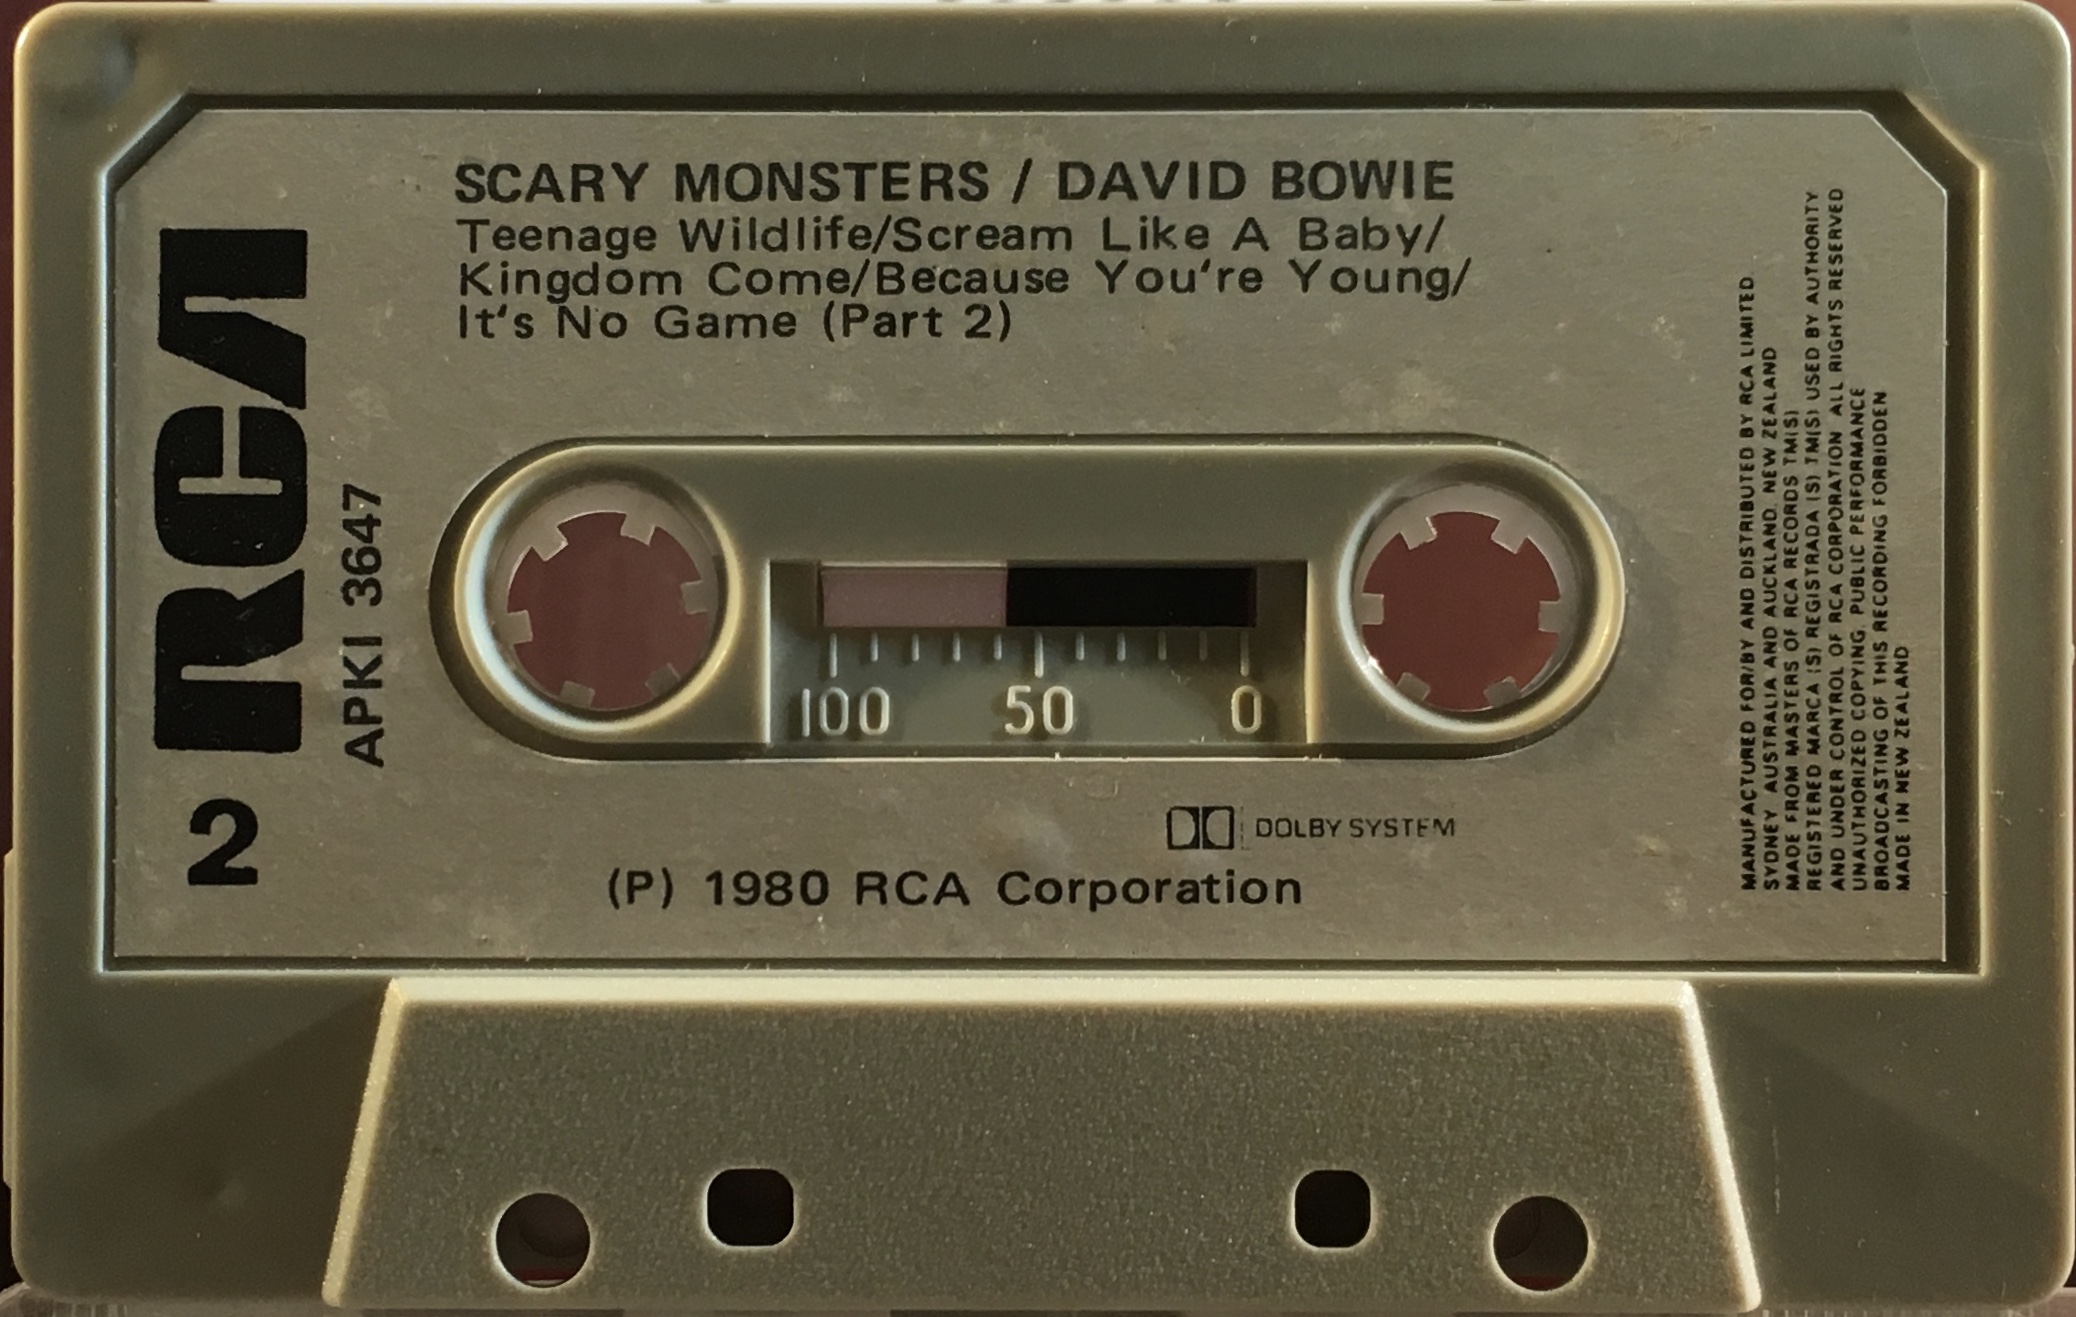 SCARY MONSTERS / DAVID BOWIE
Teenage Wildlife/Scream Like A Baby/
Kingdom Come/Because You're Young/
It's No Game (Part 2)
RCA
APKI 3647
2
100 50 0
DOLBY SYSTEM
(P) 1980 RCA Corporation
MANUFACTURED FOR/BY AND DISTRIBUTED BY RCA LIMITED
SYDNEY AUSTRALIA AND AUCKLAND, NEW ZEALAND
MADE FROM MASTERS OF RCA RECORDS TM(S)
REGISTERED MARCA (S) REGISTRADA (S) TM(S) USED BY AUTHORITY
AND UNDER CONTROL OF RCA CORPORATION. ALL RIGHTS RESERVED
UNAUTHORIZED COPYING, PUBLIC PERFORMANCE
BROADCASTING OF THIS RECORDING FORBIDDEN
MADE IN NEW ZEALAND